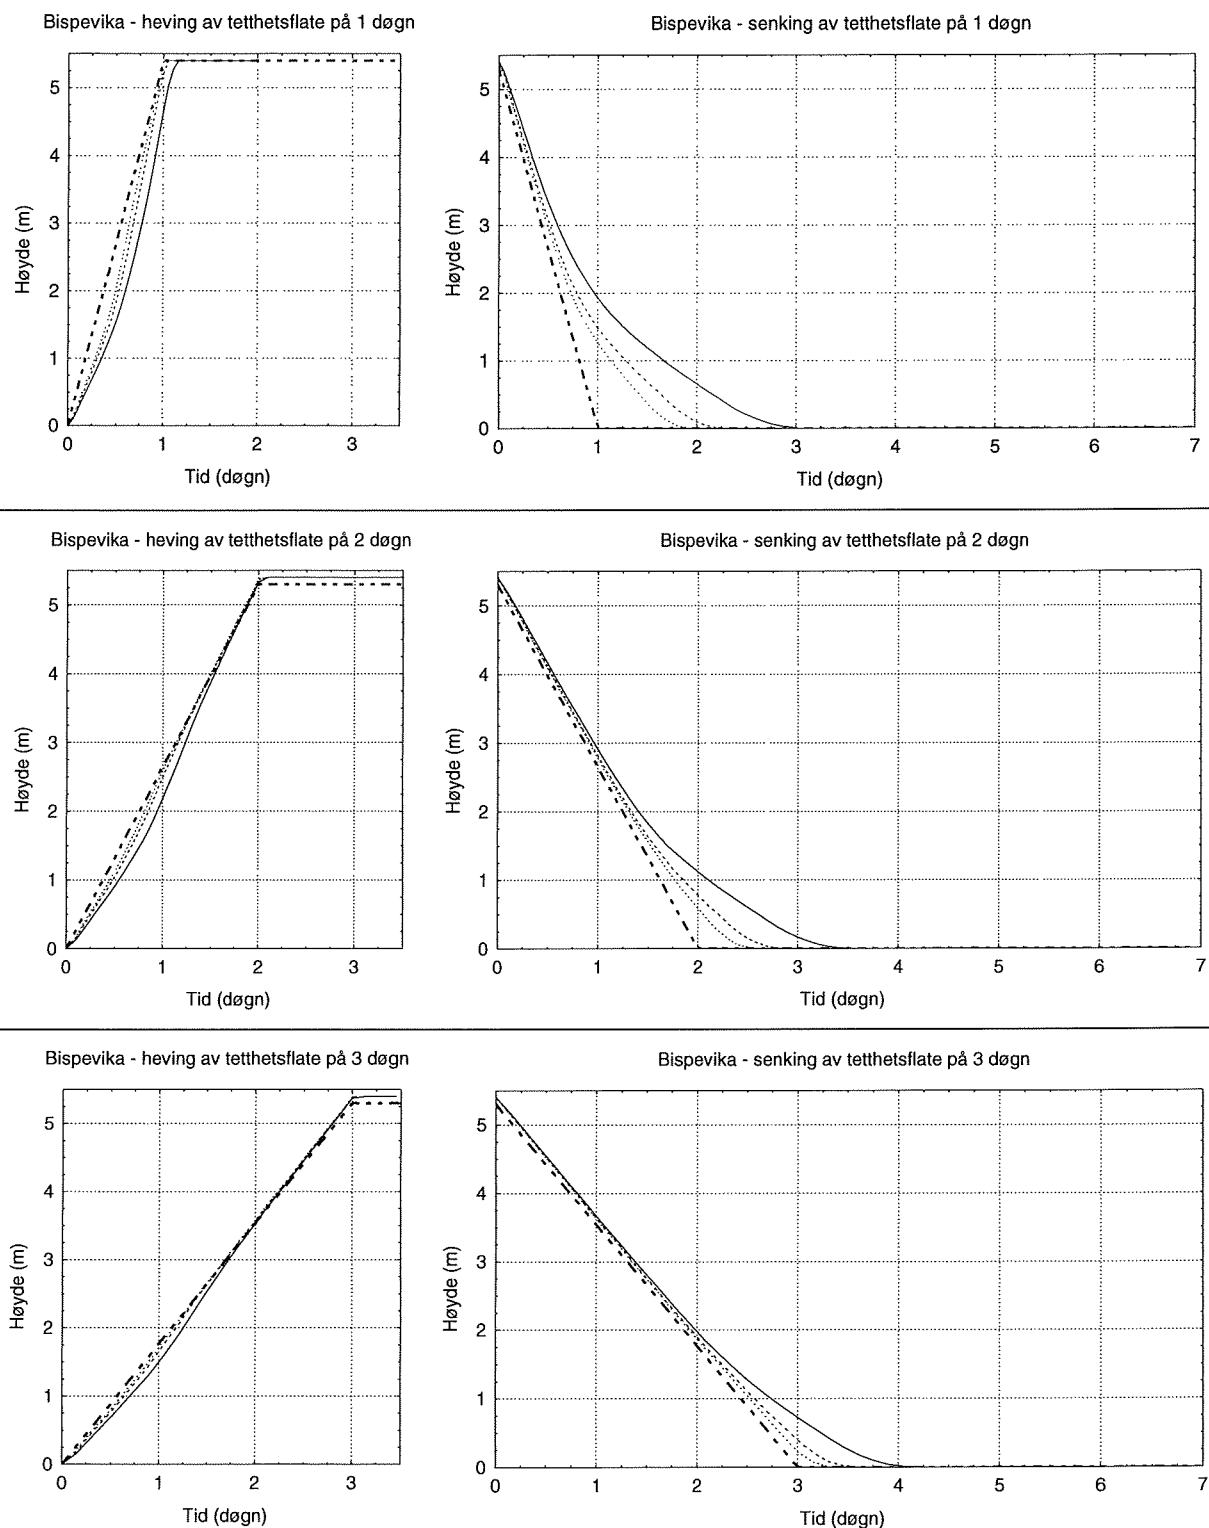 Bispevika - heving av tetthetsflate på 1 døgn
Høyde (m)
5
4
3
2
1
0
0 1 2 3
Tid (døgn)
Bispevika - senking av tetthetsflate på 1 døgn
Høyde (m)
5
4
3
2
1
0
0 1 2 3 4 5 6 7
Tid (døgn)
Bispevika - heving av tetthetsflate på 2 døgn
Høyde (m)
5
4
3
2
1
0
0 1 2 3
Tid (døgn)
Bispevika - senking av tetthetsflate på 2 døgn
Høyde (m)
5
4
3
2
1
0
0 1 2 3 4 5 6 7
Tid (døgn)
Bispevika - heving av tetthetsflate på 3 døgn
Høyde (m)
5
4
3
2
1
0
0 1 2 3
Tid (døgn)
Bispevika - senking av tetthetsflate på 3 døgn
Høyde (m)
5
4
3
2
1
0
0 1 2 3 4 5 6 7
Tid (døgn)